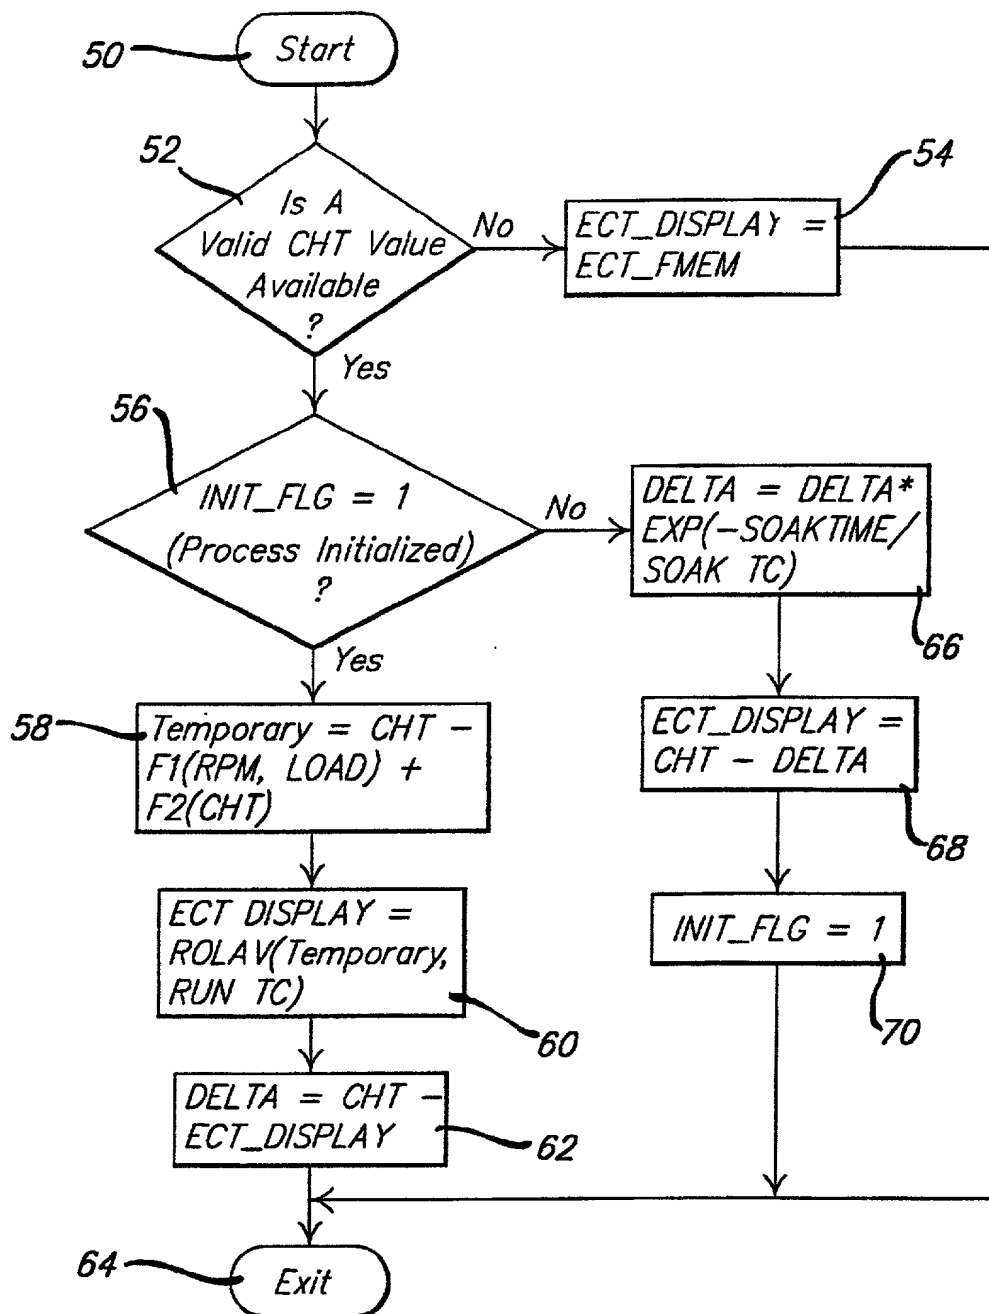 50
Start
52
Is A
Valid CHT Value
Available
?
No
54
ECT_DISPLAY =
ECT_FMEM
Yes
56
INIT_FLG = 1
(Process Initialized)
?
No
DELTA = DELTA*
EXP(-SOAKTIME/
SOAK TC)
66
Yes
58
Temporary = CHT -
F1(RPM, LOAD) +
F2(CHT)
ECT_DISPLAY =
CHT - DELTA
68
ECT DISPLAY =
ROLAV(Temporary,
RUN TC)
60
INIT_FLG = 1
70
DELTA = CHT -
ECT_DISPLAY
62
64
Exit